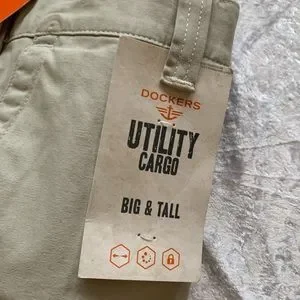 DOCKERS
UTILITY
CARGO
BIG & TALL